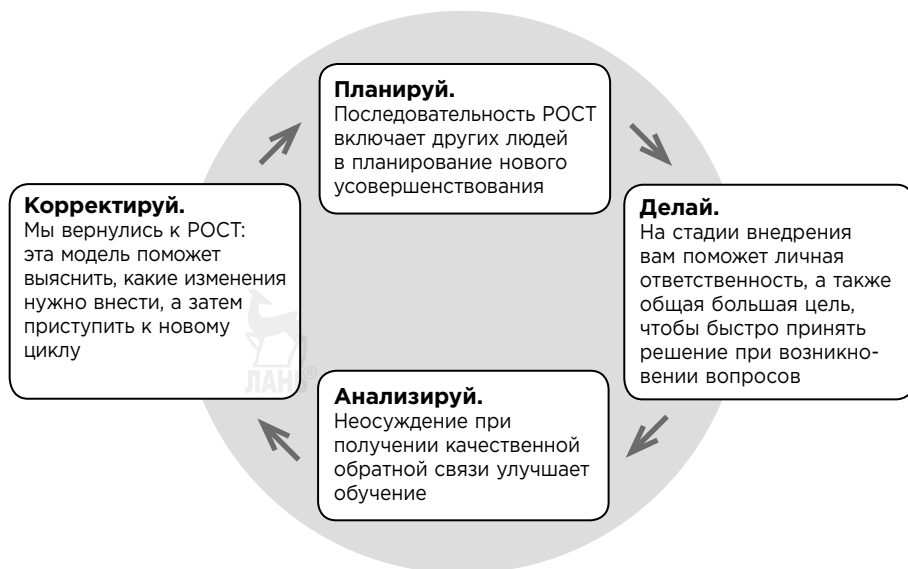 Планируй.
Последовательность РОСТ
включает других людей
в планирование нового
усовершенствования
Делай.
На стадии внедрения
вам поможет личная
ответственность, а также
общая большая цель,
чтобы быстро принять
решение при возникно-
вении вопросов
Анализируй.
Неосуждение при
получении качественной
обратной связи улучшает
обучение
Корректируй.
Мы вернулись к РОСТ:
эта модель поможет
выяснить, какие изменения
нужно внести, а затем
приступить к новому
циклу
ЛАНЬ®